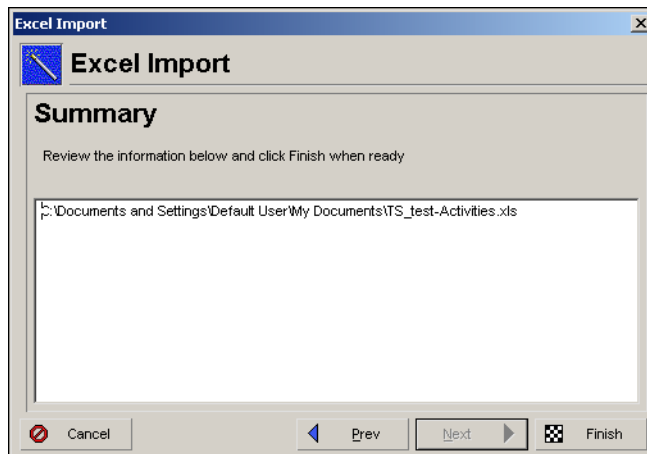 Excel Import
Excel Import
Summary
Review the information below and click Finish when ready
C:\Documents and Settings\Default User\My Documents\TS_test-Activities.xls
Cancel
Prev
Next
Finish